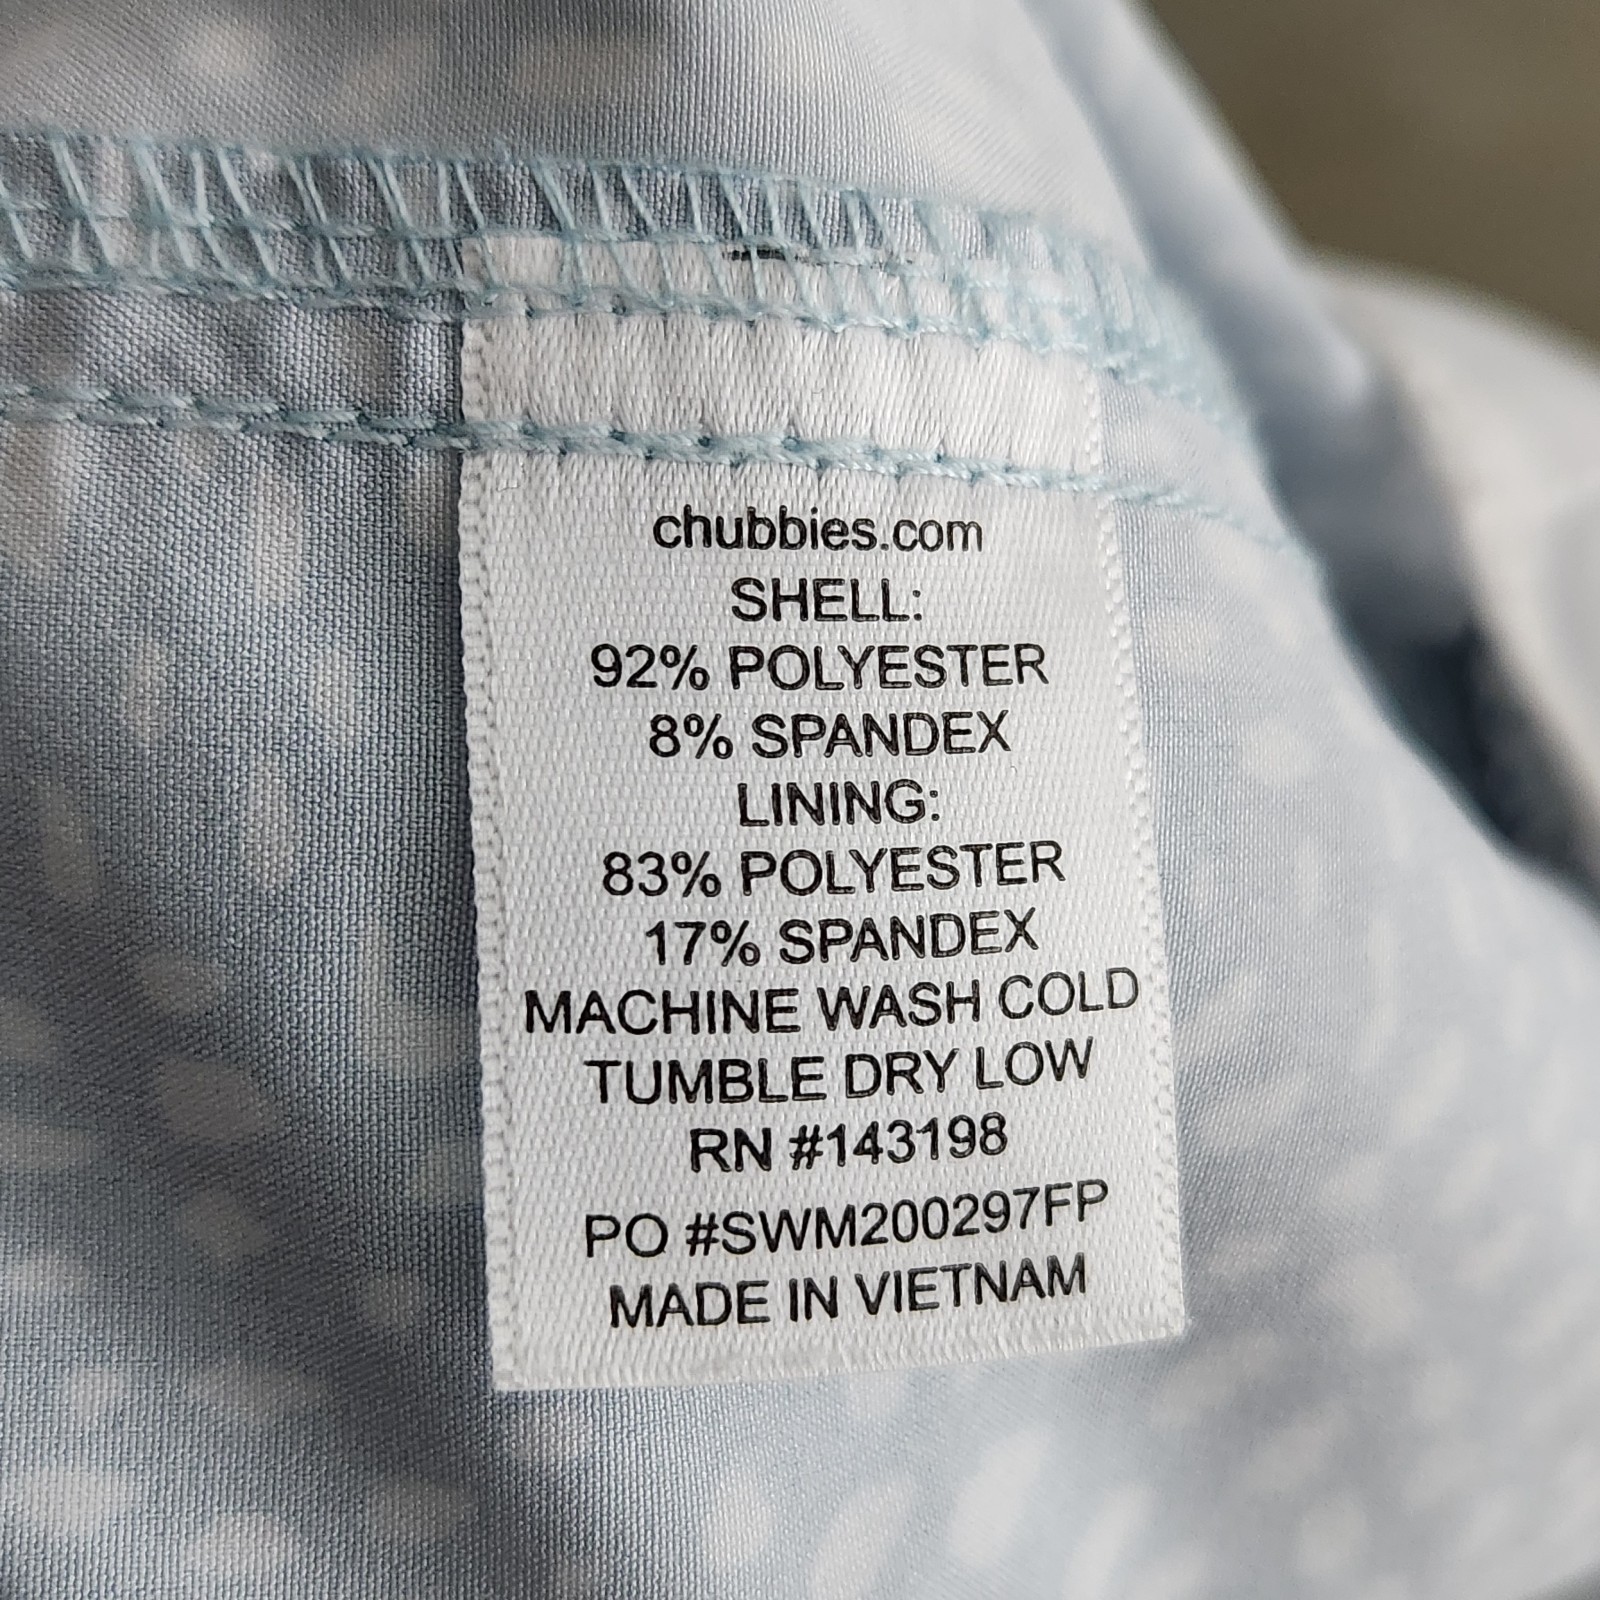 chubbies.com
SHELL:
92% POLYESTER
8% SPANDEX
LINING:
83% POLYESTER
17% SPANDEX
MACHINE WASH COLD
TUMBLE DRY LOW
RN #143198
PO #SWM200297FP
MADE IN VIETNAM